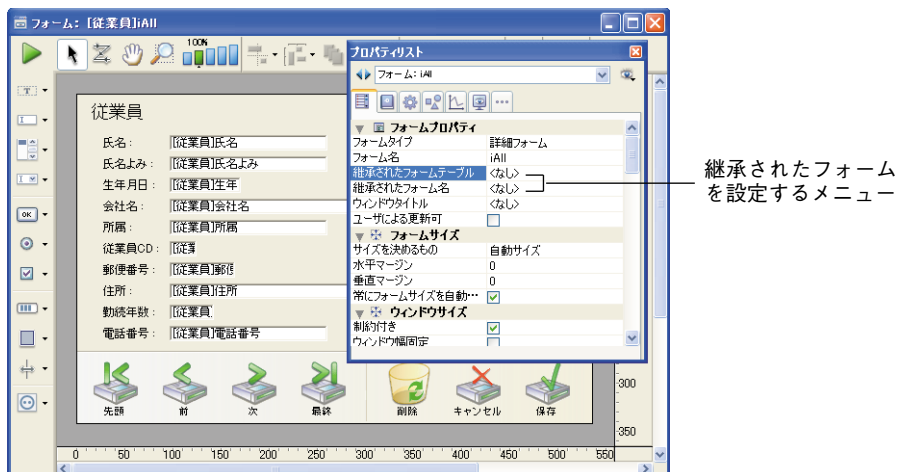 フォーム: [従業員]iAll
100%
プロパティリスト
フォーム: iAll
フォームプロパティ
フォームタイプ 詳細フォーム
フォーム名 iAll
継承されたフォームテーブル <なし>
継承されたフォーム名 <なし>
ウィンドウタイトル <なし>
ユーザによる更新可
フォームサイズ
サイズを決めるもの 自動サイズ
水平マージン 0
垂直マージン 0
常にフォームサイズを自動…
ウィンドウサイズ
制約付き
ウィンドウ幅固定
継承されたフォーム
を設定するメニュー
従業員
氏名: [従業員]氏名
氏名よみ: [従業員]氏名よみ
生年月日: [従業員]生年
会社名: [従業員]会社名
所属: [従業員]所属
従業員CD: [従業
郵便番号: [従業員]郵便
住所: [従業員]住所
勤続年数: [従業員]
電話番号: [従業員]電話番号
OK
先頭 前 次 最終 削除 キャンセル 保存
300
350
0 50 100 150 200 250 300 350 400 450 500 550